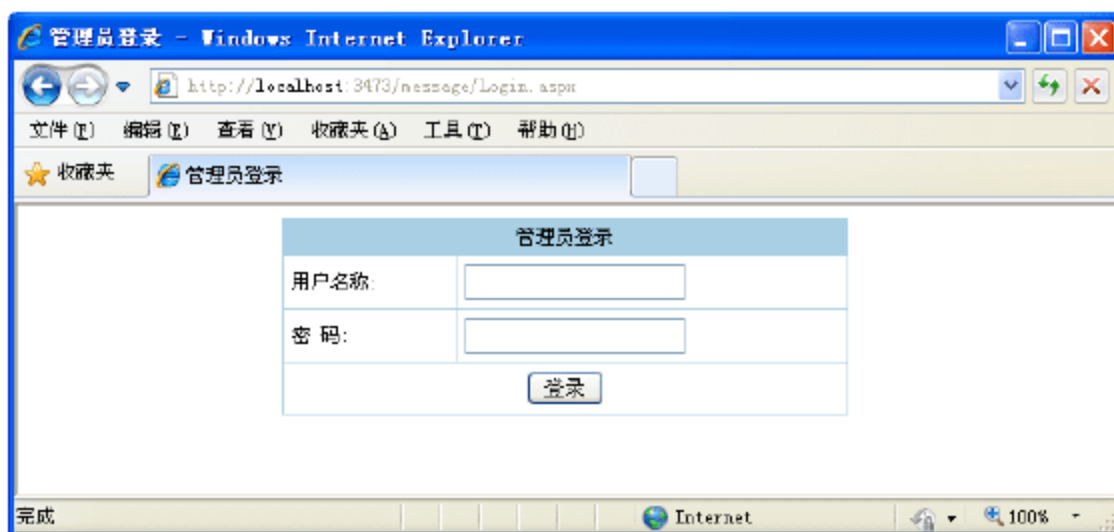 管理员登录 - Windows Internet Explorer
http://localhost:3473/message/Login.aspx
文件(F) 编辑(E) 查看(V) 收藏夹(A) 工具(T) 帮助(H)
收藏夹 管理员登录
管理员登录
用户名称:
密 码:
登录
完成 Internet 100%